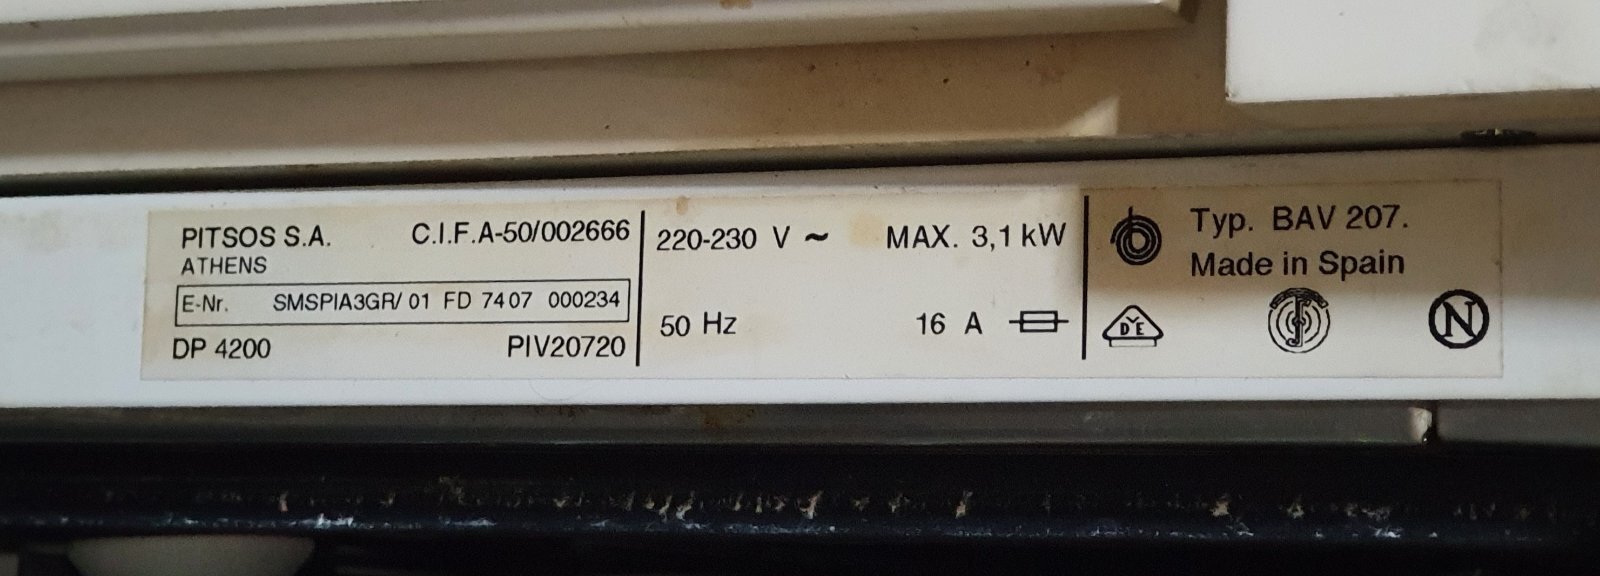 PITSOS S.A. C.I.F.A-50/002666
ATHENS
E-Nr. SMSPIA3GR/ 01 FD 7407 000234
DP 4200 PIV20720
220-230 V ~ MAX. 3,1 kW
50 Hz 16 A
Typ. BAV 207.
Made in Spain
DVE N